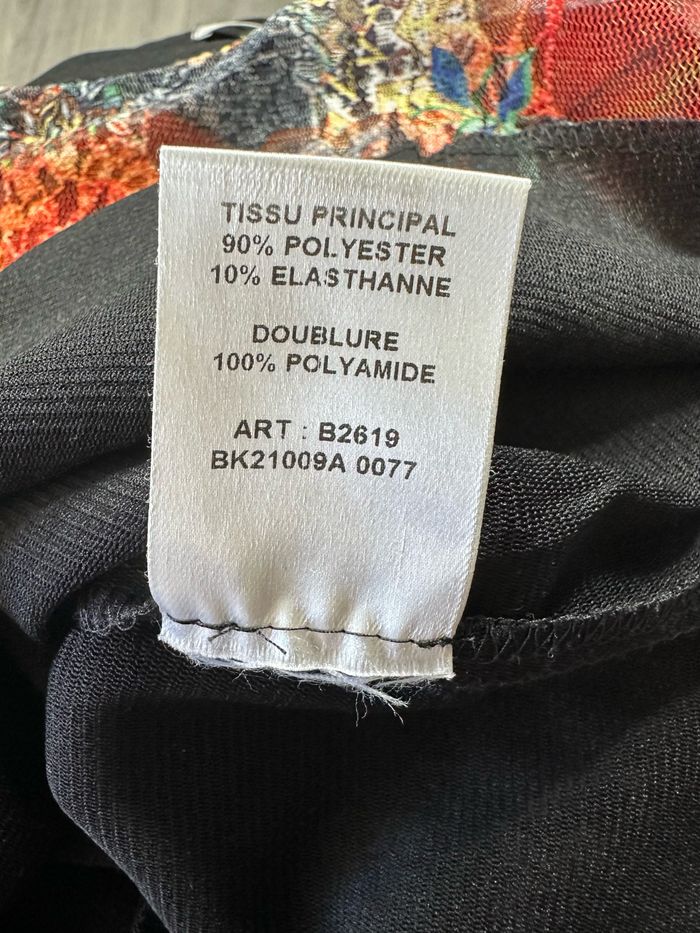 TISSU PRINCIPAL
90% POLYESTER
10% ELASTHANNE
DOUBLURE
100% POLYAMIDE
ART : B2619
BK21009A 0077